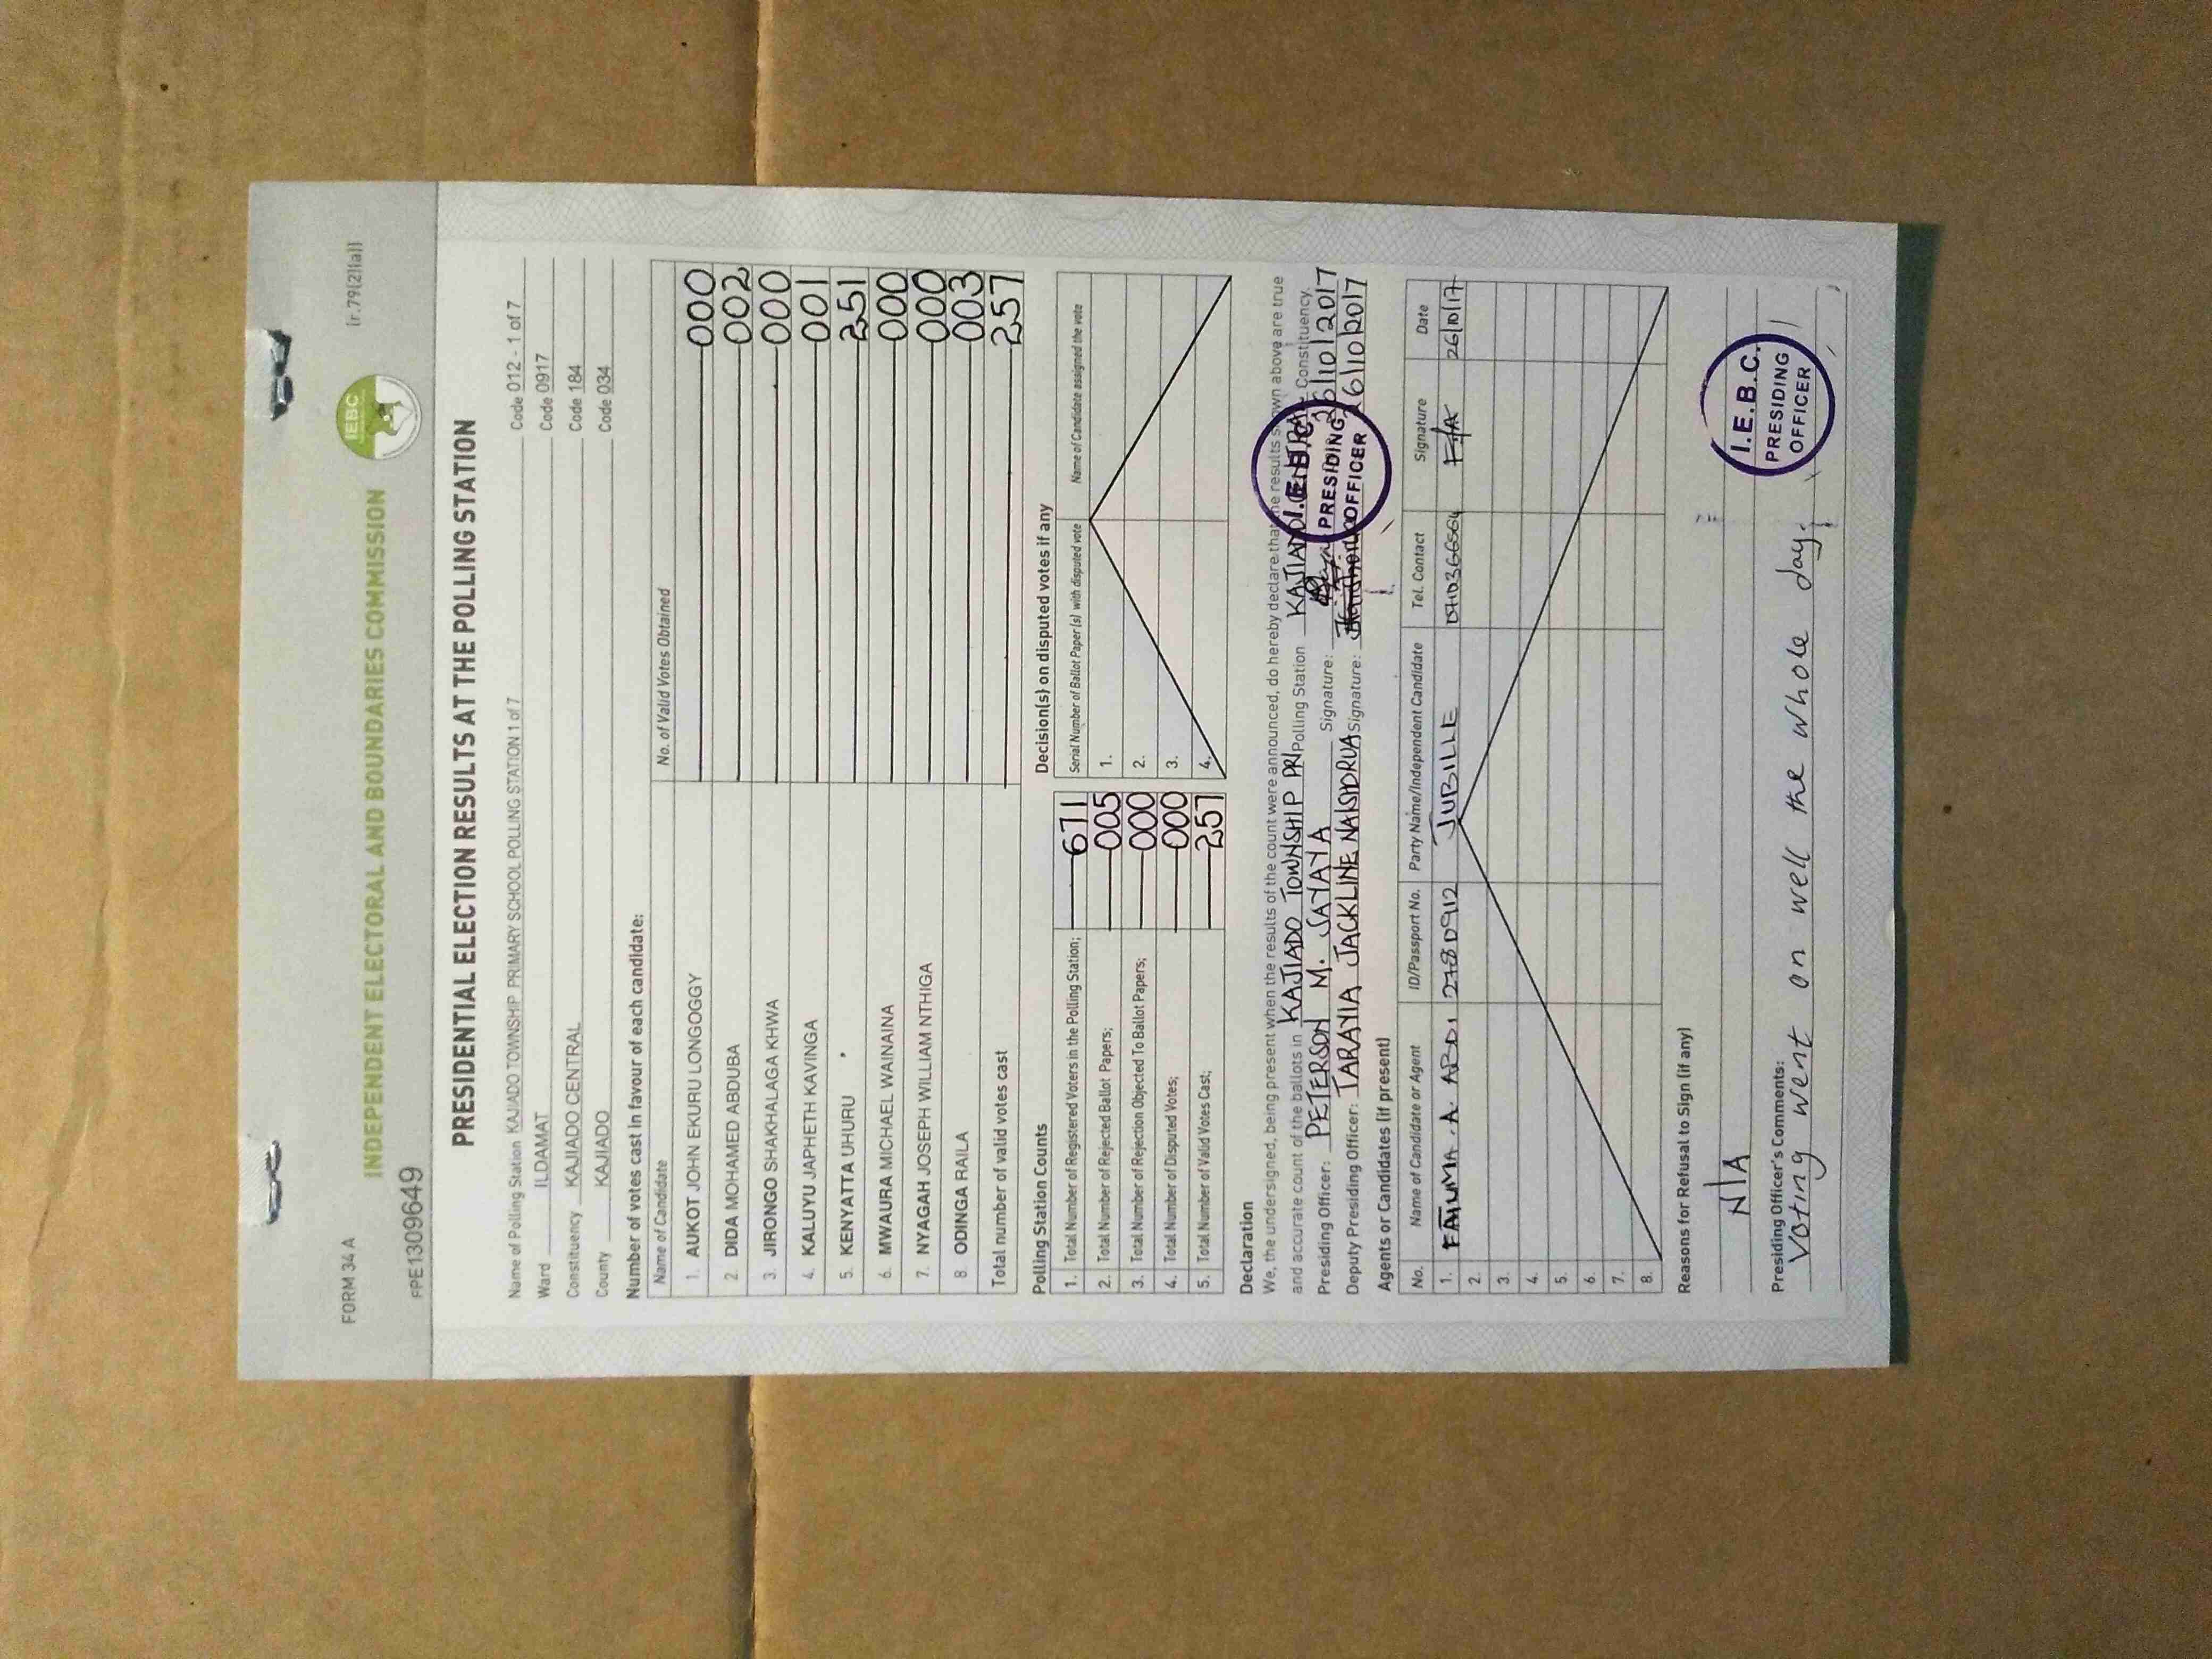 FORM 34 A
(r.79(2)(a))
IEBC
INDEPENDENT ELECTORAL AND BOUNDARIES COMMISSION
FPE1309649
PRESIDENTIAL ELECTION RESULTS AT THE POLLING STATION
Name of Polling Station KAJIADO TOWNSHIP PRIMARY SCHOOL POLLING STATION 1 of 7 Code 012 - 1 of 7
Ward ILDAMAT Code 0917
Constituency KAJIADO CENTRAL Code 184
County KAJIADO Code 034
Number of votes cast in favour of each candidate:
Name of Candidate No. of Valid Votes Obtained
1. AUKOT JOHN EKURU LONGOGGY 000
2 DIDA MOHAMED ABDUBA 002
3. JIRONGO SHAKHALAGA KHWA 000
4. KALUYU JAPHETH KAVINGA 001
5. KENYATTA UHURU 251
6. MWAURA MICHAEL WAINAINA 000
7. NYAGAH JOSEPH WILLIAM NTHIGA 000
8 ODINGA RAILA 003
Total number of valid votes cast 257
Polling Station Counts
1. Total Number of Registered Voters in the Polling Station; 671
2. Total Number of Rejected Ballot Papers; 005
3. Total Number of Rejection Objected To Ballot Papers; 000
4. Total Number of Disputed Votes; 000
5. Total Number of Valid Votes Cast; 257
Decision(s) on disputed votes if any
Serial Number of Ballot Paper(s) with disputed vote Name of Candidate assigned the vote
1.
2.
3.
4.
Declaration
We, the undersigned, being present when the results of the count were announced, do hereby declare that the results shown above are true
and accurate count of the ballots in KAJIADO TOWNSHIP PRI Polling Station KAJIADO CENTRAL Constituency.
Presiding Officer: PETERSON M. SAYAYA Signature: 26/10/2017
Deputy Presiding Officer: TARAYIA JACKLINE Signature: 26/10/2017
I.E.B.C.
PRESIDING
OFFICER
Agents or Candidates (if present)
No. Name of Candidate or Agent ID/Passport No. Party Name/Independent Candidate Tel. Contact Signature Date
1. FATUMA .A. ABDI JUBILLE 26/10/17
2.
3.
4.
5.
6.
7.
8.
Reasons for Refusal to Sign (if any)
N/A
Presiding Officer's Comments:
Voting went on well the whole day.
I.E.B.C.
PRESIDING
OFFICER